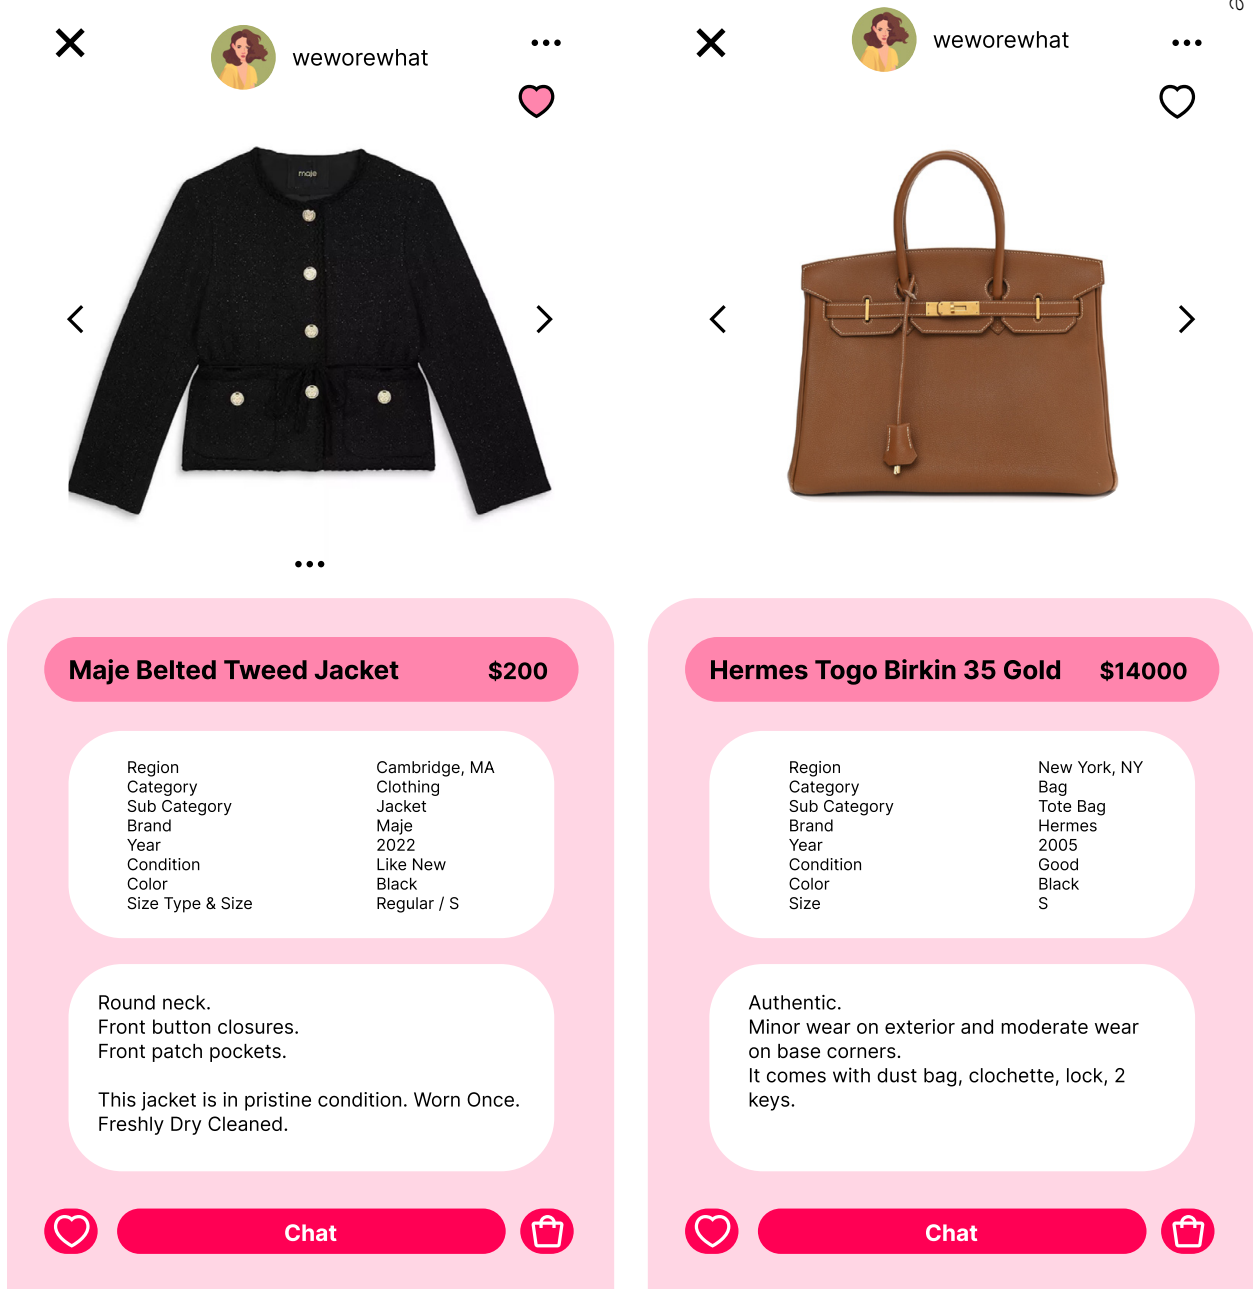 weworewhat
maje
Maje Belted Tweed Jacket $200
Region Cambridge, MA
Category Clothing
Sub Category Jacket
Brand Maje
Year 2022
Condition Like New
Color Black
Size Type & Size Regular / S
Round neck.
Front button closures.
Front patch pockets.
This jacket is in pristine condition. Worn Once.
Freshly Dry Cleaned.
Chat
weworewhat
Hermes Togo Birkin 35 Gold $14000
Region New York, NY
Category Bag
Sub Category Tote Bag
Brand Hermes
Year 2005
Condition Good
Color Black
Size S
Authentic.
Minor wear on exterior and moderate wear
on base corners.
It comes with dust bag, clochette, lock, 2
keys.
Chat